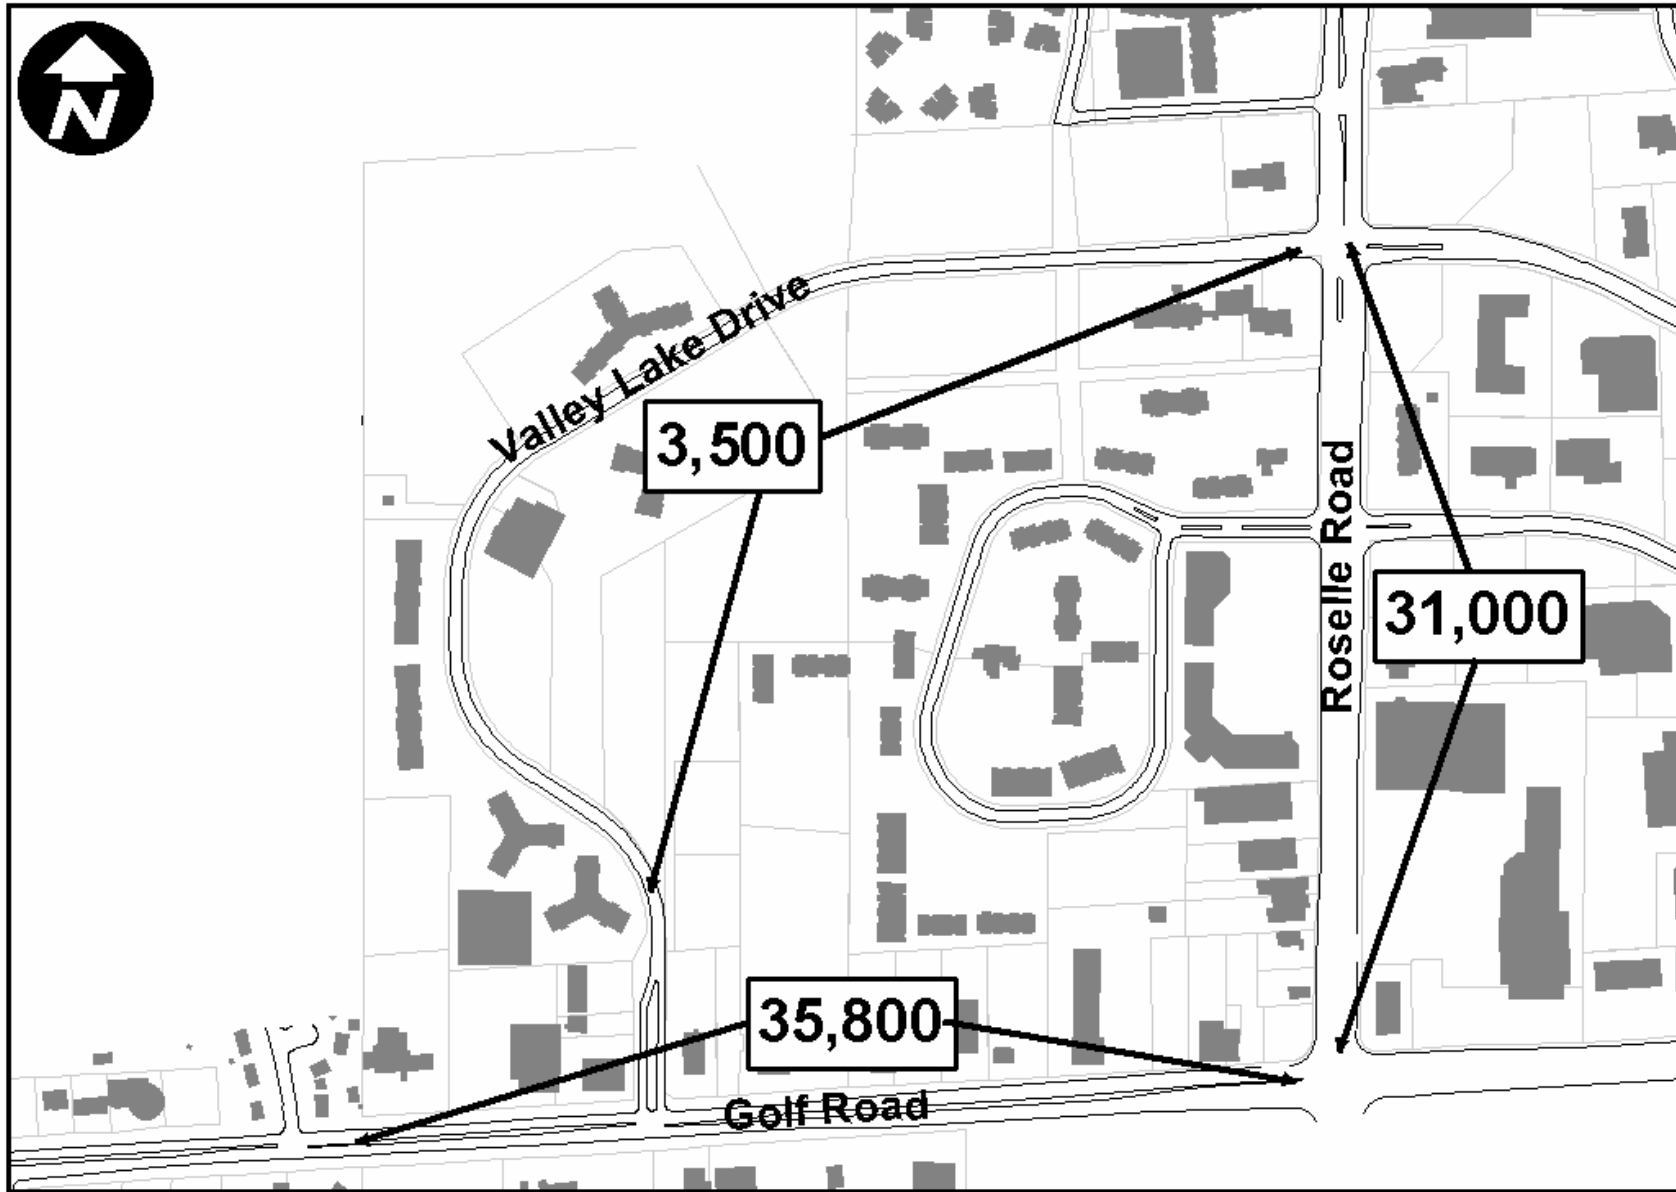 N
Valley Lake Drive
3,500
Roselle Road
31,000
35,800
Golf Road